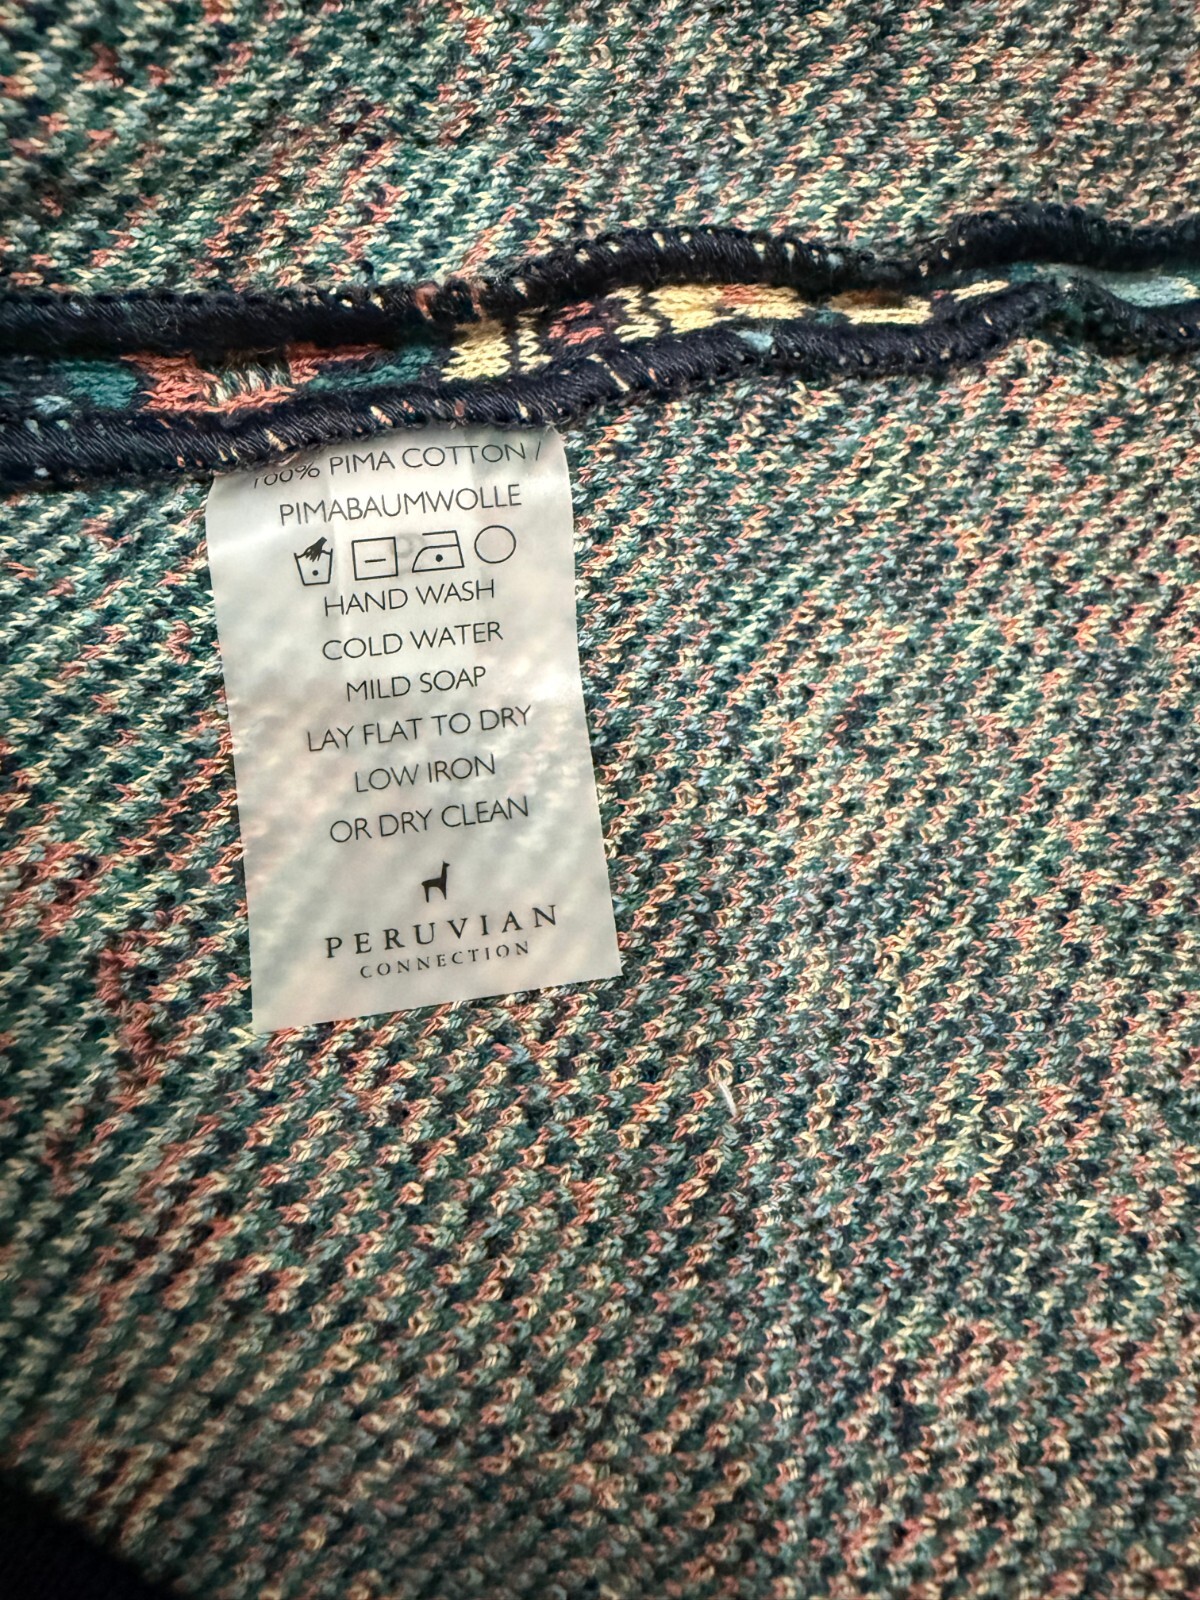 100% PIMA COTTON /
PIMABAUMWOLLE
HAND WASH
COLD WATER
MILD SOAP
LAY FLAT TO DRY
LOW IRON
OR DRY CLEAN
PERUVIAN
CONNECTION